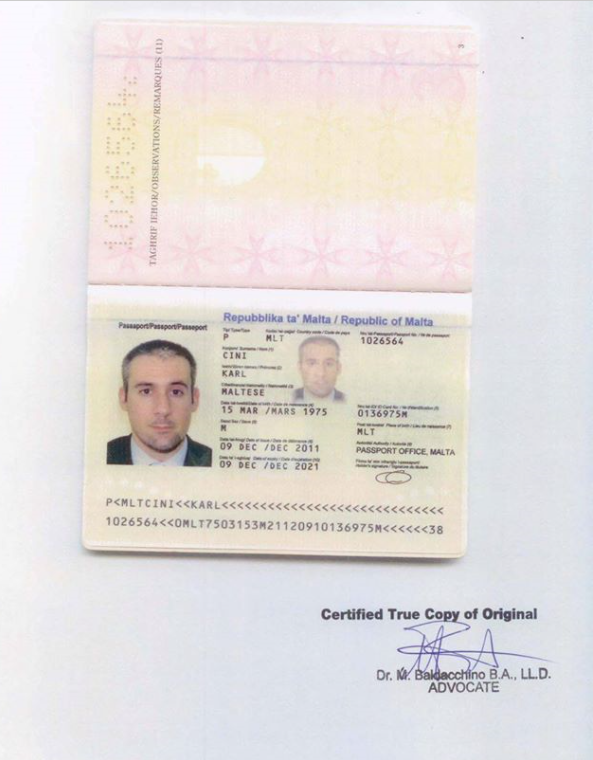 1026554
TAGHRIF IEHOR/OBSERVATIONS/REMARQUES (11)
Passaport/Passport/Passeport
Repubblika ta' Malta / Republic of Malta
P MLT 1026564
CINI
KARL
MALTESE
15 MAR /MARS 1975 0136975M
M MLT
09 DEC /DEC 2011 PASSPORT OFFICE, MALTA
09 DEC /DEC 2021
P<MLTCINI<<KARL<<<<<<<<<<<<<<<<<<<<<<<<<<<<<
1026564<<0MLT7503153M21120910136975M<<<<<<38
Certified True Copy of Original
Dr. M. Baldacchino B.A., LL.D.
ADVOCATE